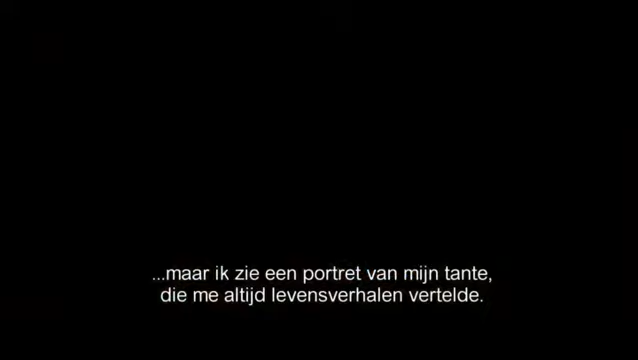 ...maar ik zie een portret van mijn tante,
die me altijd levensverhalen vertelde.